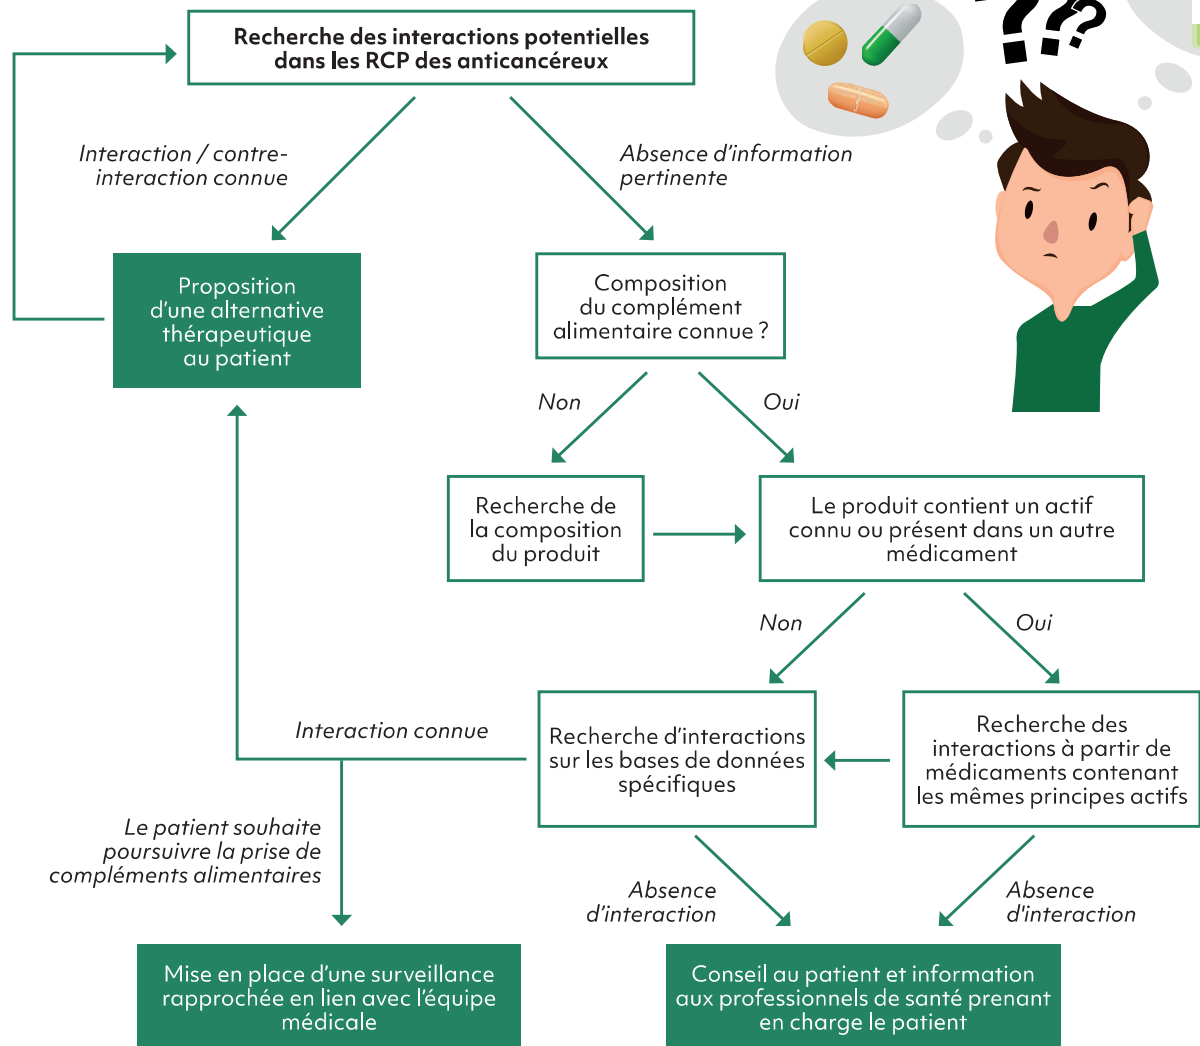 Recherche des interactions potentielles
dans les RCP des anticancéreux
???
Interaction / contre-
interaction connue
Absence d'information
pertinente
Proposition
d'une alternative
thérapeutique
au patient
Composition
du complément
alimentaire connue ?
Non
Oui
Recherche de
la composition
du produit
Le produit contient un actif
connu ou présent dans un autre
médicament
Non
Oui
Interaction connue
Recherche d'interactions
sur les bases de données
spécifiques
Recherche des
interactions à partir de
médicaments contenant
les mêmes principes actifs
Le patient souhaite
poursuivre la prise de
compléments alimentaires
Absence
d'interaction
Absence
d'interaction
Mise en place d'une surveillance
rapprochée en lien avec l'équipe
médicale
Conseil au patient et information
aux professionnels de santé prenant
en charge le patient